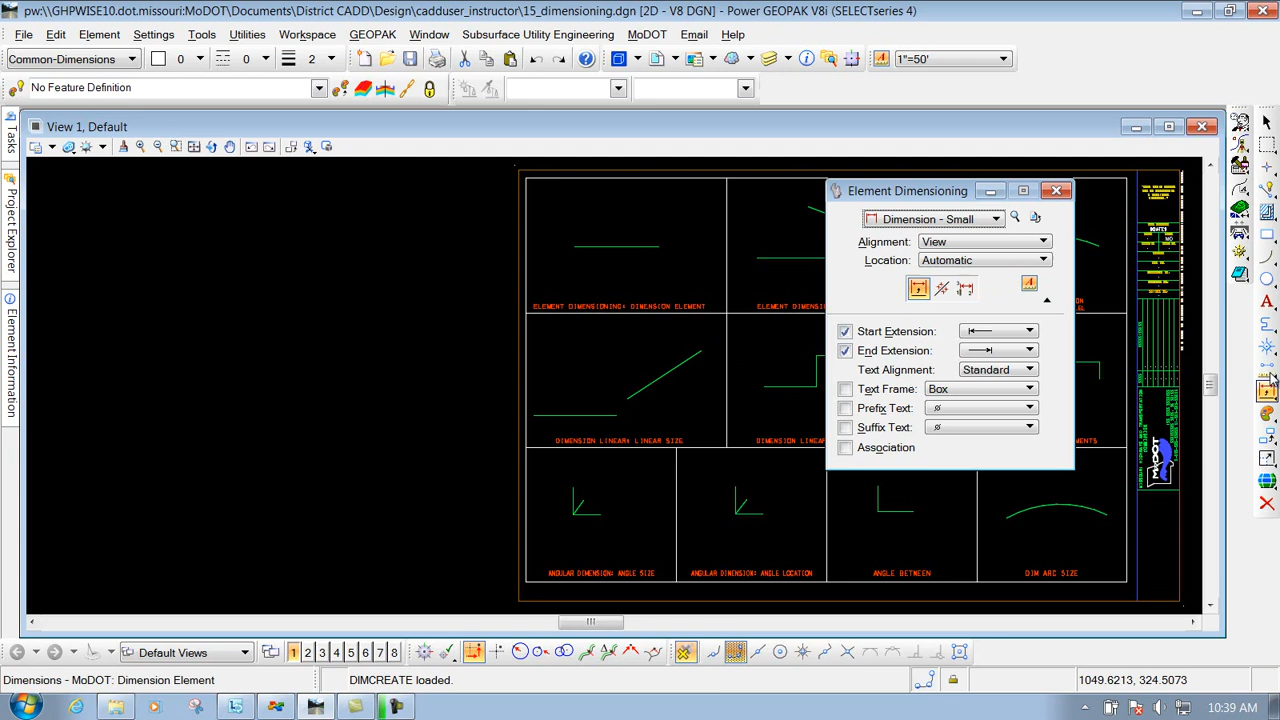 pw:\\GHPWISE10.dot.missouri:MoDOT\Documents\District CADD\Design\cadduser_instructor\15_dimensioning.dgn [2D - V8 DGN] - Power GEOPAK V8i (SELECTseries 4)
File Edit Element Settings Tools Utilities Workspace GEOPAK Window Subsurface Utility Engineering MoDOT Email Help
Common-Dimensions 0 0 2 1"=50'
No Feature Definition
View 1, Default
Tasks
Project Explorer
Element Information
Element Dimensioning
Dimension - Small
Alignment: View
Location: Automatic
Start Extension:
End Extension:
Text Alignment: Standard
Text Frame: Box
Prefix Text: ø
Suffix Text: ø
Association
ELEMENT DIMENSIONING: DIMENSION ELEMENT
ELEMENT
DIMENSION LINEAR: LINEAR SIZE
DIMENSION
ANGULAR DIMENSION: ANGLE SIZE
ANGULAR DIMENSION: ANGLE LOCATION
ANGLE BETWEEN
DIM ARC SIZE
MoDOT
Default Views 1 2 3 4 5 6 7 8
Dimensions - MoDOT: Dimension Element
DIMCREATE loaded.
1049.6213, 324.5073
10:39 AM